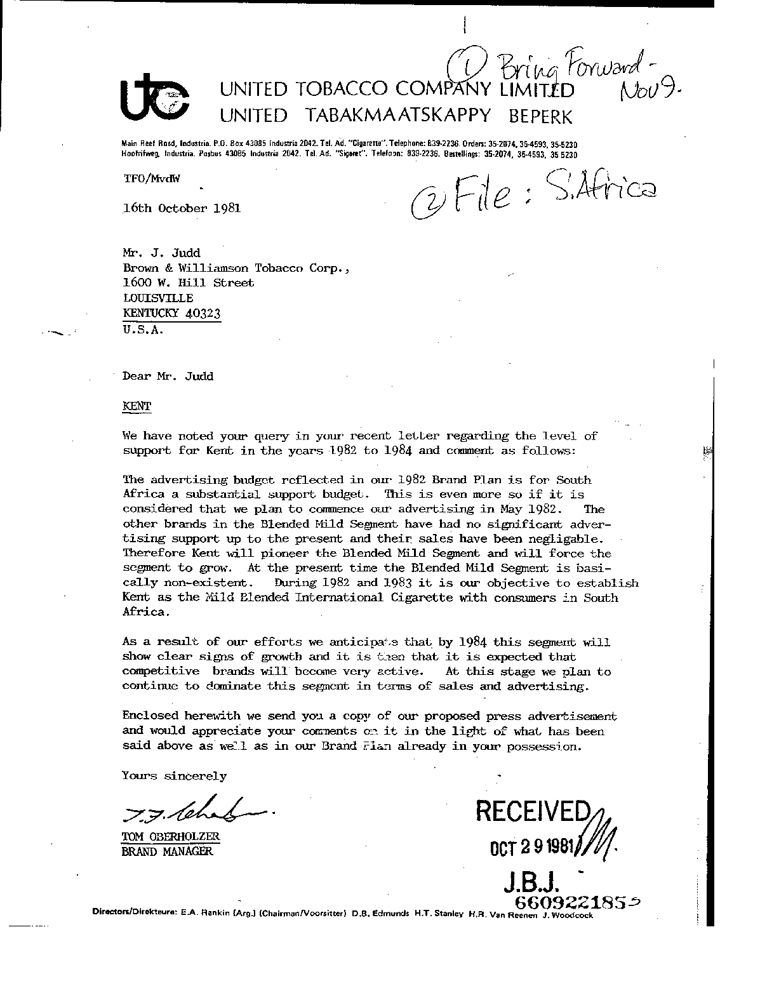 ① Bring Forward -
Nov 9.
utc
UNITED TOBACCO COMPANY LIMITED
UNITED TABAKMAATSKAPPY BEPERK
Main Reef Road, Industria. P.O. Box 43085 Industria 2042. Tel. Ad. "Cigarette". Telephone: 839-2236. Orders: 35-2074, 35-4593, 35-5230
Hoofrifweg, Industria. Posbus 43085 Industria 2042. Tel. Ad. "Sigaret". Telefoon: 839-2236. Bestellings: 35-2074, 35-4593, 35 5230
② File : S.Africa
TFO/MvdW
16th October 1981
Mr. J. Judd
Brown & Williamson Tobacco Corp.,
1600 W. Hill Street
LOUISVILLE
KENTUCKY 40323
U.S.A.
Dear Mr. Judd
KENT
We have noted your query in your recent letter regarding the level of
support for Kent in the years 1982 to 1984 and comment as follows:
The advertising budget reflected in our 1982 Brand Plan is for South
Africa a substantial support budget. This is even more so if it is
considered that we plan to commence our advertising in May 1982. The
other brands in the Blended Mild Segment have had no significant adver-
tising support up to the present and their sales have been negligable.
Therefore Kent will pioneer the Blended Mild Segment and will force the
segment to grow. At the present time the Blended Mild Segment is basi-
cally non-existent. During 1982 and 1983 it is our objective to establish
Kent as the Mild Blended International Cigarette with consumers in South
Africa.
As a result of our efforts we anticipate that by 1984 this segment will
show clear signs of growth and it is then that it is expected that
competitive brands will become very active. At this stage we plan to
continue to dominate this segment in terms of sales and advertising.
Enclosed herewith we send you a copy of our proposed press advertisement
and would appreciate your comments on it in the light of what has been
said above as well as in our Brand Plan already in your possession.
Yours sincerely
TOM OBERHOLZER
BRAND MANAGER
RECEIVED
OCT 29 1981
J.B.J.
660922185
Directors/Direkteure: E.A. Rankin (Arg.) (Chairman/Voorsitter) D.B. Edmunds H.T. Stanley H.R. Van Reenen J. Woodcock